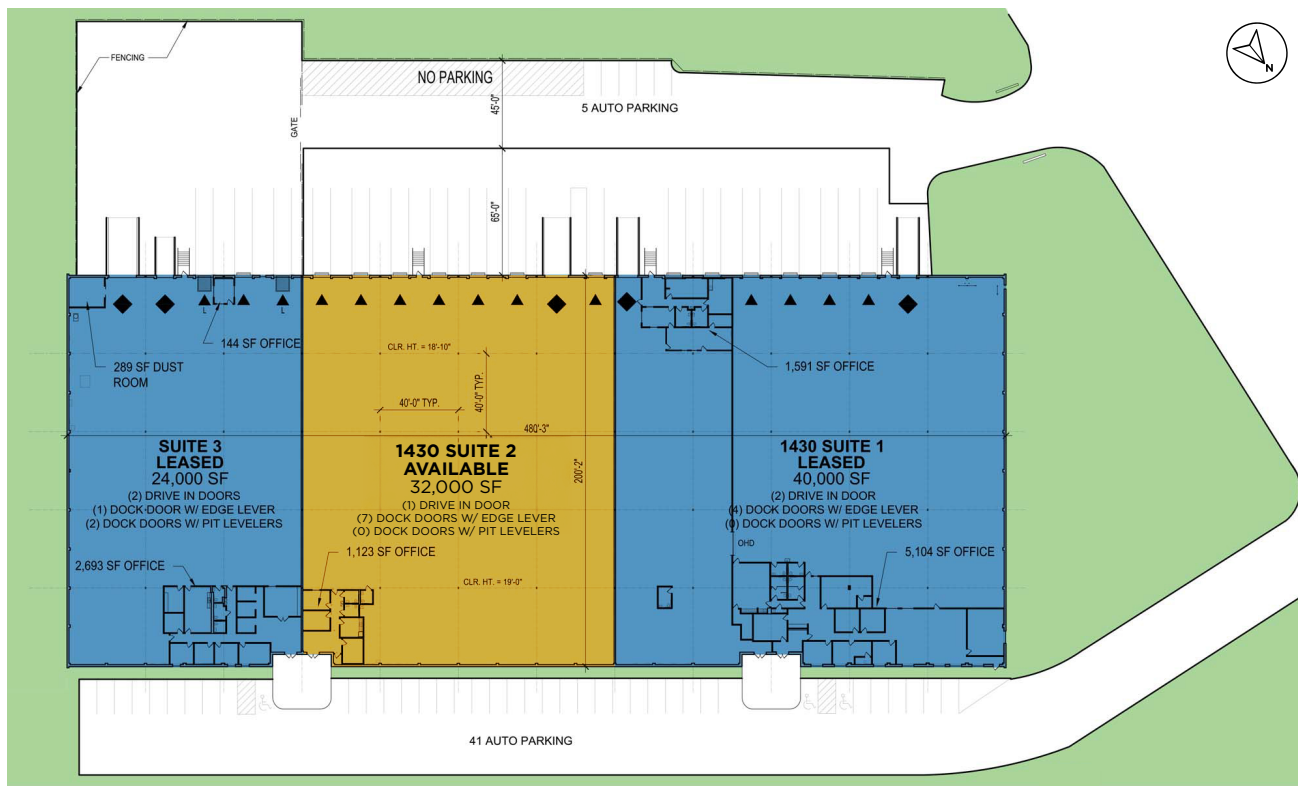 FENCING
N
NO PARKING
45'-0"
5 AUTO PARKING
GATE
65'-0"
L
L
144 SF OFFICE
289 SF DUST
ROOM
CLR. HT. = 18'-10"
1,591 SF OFFICE
40'-0" TYP.
40'-0" TYP.
480'-3"
SUITE 3
LEASED
24,000 SF
(2) DRIVE IN DOORS
(1) DOCK DOOR W/ EDGE LEVER
(2) DOCK DOORS W/ PIT LEVELERS
1430 SUITE 2
AVAILABLE
32,000 SF
(1) DRIVE IN DOOR
(7) DOCK DOORS W/ EDGE LEVER
(0) DOCK DOORS W/ PIT LEVELERS
200'-2"
1430 SUITE 1
LEASED
40,000 SF
(2) DRIVE IN DOOR
(4) DOCK DOORS W/ EDGE LEVER
(0) DOCK DOORS W/ PIT LEVELERS
OHD
2,693 SF OFFICE
1,123 SF OFFICE
5,104 SF OFFICE
CLR. HT. = 19'-0"
41 AUTO PARKING